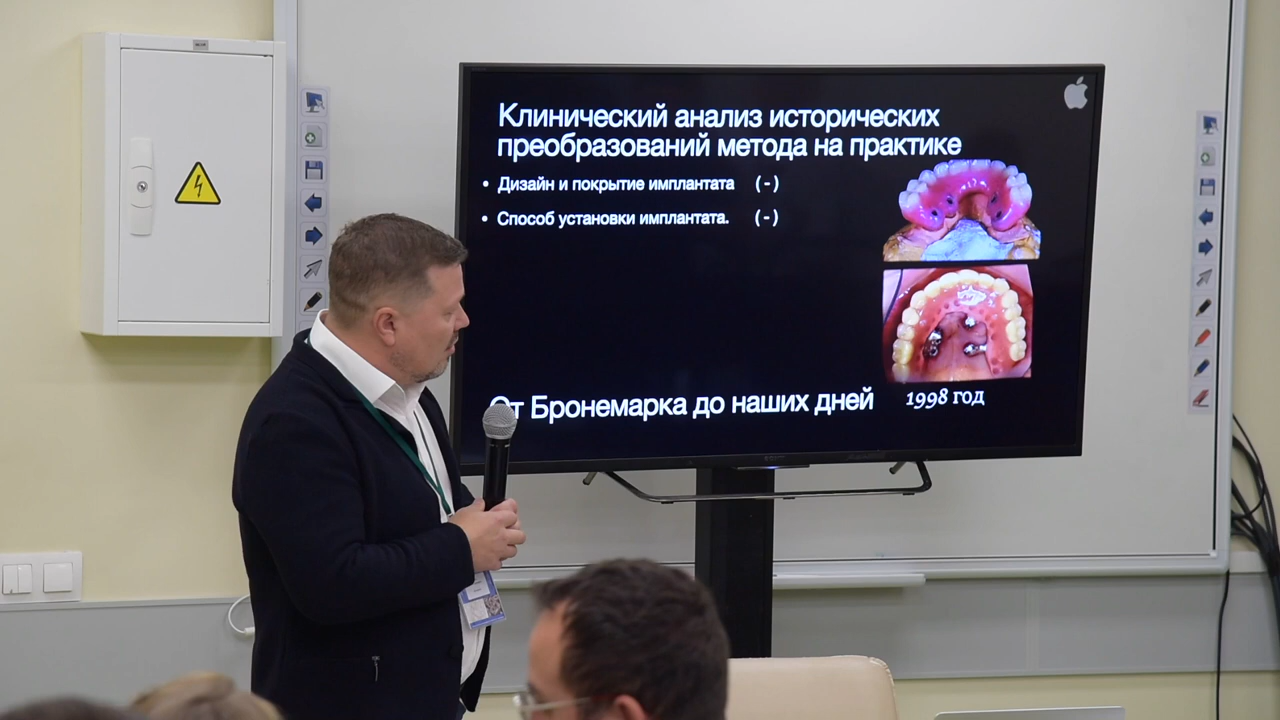 Клинический анализ исторических
преобразований метода на практике
• Дизайн и покрытие имплантата (-)
• Способ установки имплантата. (-)
От Бронемарка до наших дней
1998 год